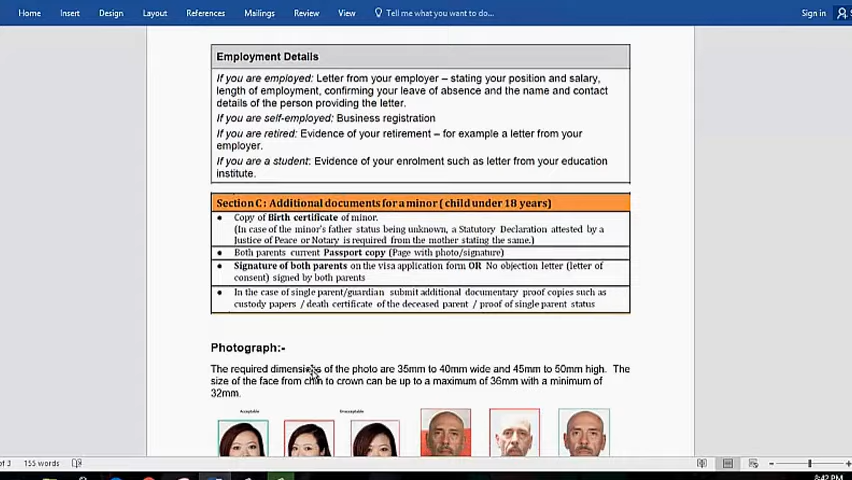 Home Insert Design Layout References Mailings Review View Tell me what you want to do... Sign in
Employment Details
If you are employed: Letter from your employer – stating your position and salary,
length of employment, confirming your leave of absence and the name and contact
details of the person providing the letter.
If you are self-employed: Business registration
If you are retired: Evidence of your retirement – for example a letter from your
employer.
If you are a student: Evidence of your enrolment such as letter from your education
institute.
Section C: Additional documents for a minor ( child under 18 years)
● Copy of Birth certificate of minor.
(In case of the minor's father status being unknown, a Statutory Declaration attested by a
Justice of Peace or Notary is required from the mother stating the same.)
● Both parents current Passport copy (Page with photo/signature)
● Signature of both parents on the visa application form OR No objection letter (letter of
consent) signed by both parents
● In the case of single parent/guardian submit additional documentary proof copies such as
custody papers / death certificate of the deceased parent / proof of single parent status
Photograph:-
The required dimensions of the photo are 35mm to 40mm wide and 45mm to 50mm high. The
size of the face from chin to crown can be up to a maximum of 36mm with a minimum of
32mm.
Acceptable Unacceptable
of 3 155 words
8:42 PM